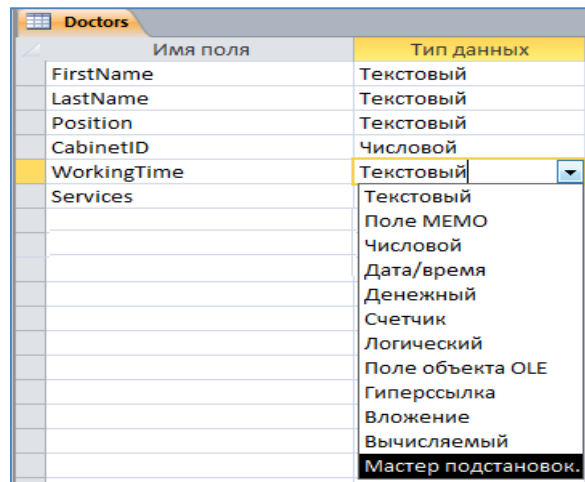 Doctors
Имя поля Тип данных
FirstName Текстовый
LastName Текстовый
Position Текстовый
CabinetID Числовой
WorkingTime Текстовый
Services Текстовый
Поле MEMO
Числовой
Дата/время
Денежный
Счетчик
Логический
Поле объекта OLE
Гиперссылка
Вложение
Вычисляемый
Мастер подстановок.